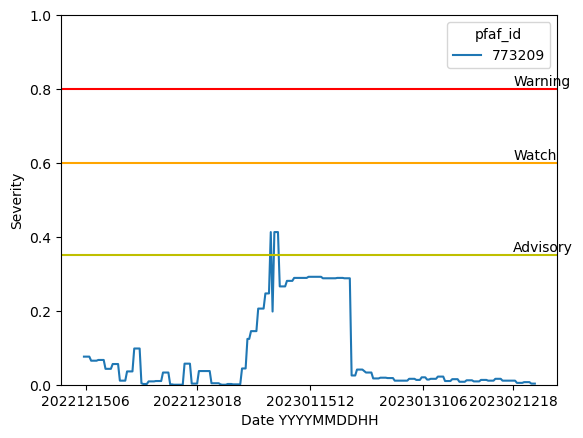 pfaf_id
773209
1.0
0.8
0.6
0.4
0.2
0.0
Severity
Warning
Watch
Advisory
2022121506
2022123018
2023011512
2023013106
2023021218
Date YYYYMMDDHH